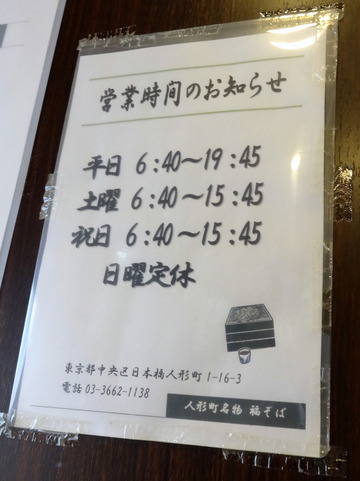 営業時間のお知らせ
平日 6:40〜19:45
土曜 6:40〜15:45
祝日 6:40〜15:45
日曜定休
東京都中央区日本橋人形町 1-16-3
電話 03-3662-1138
人形町名物 福そば